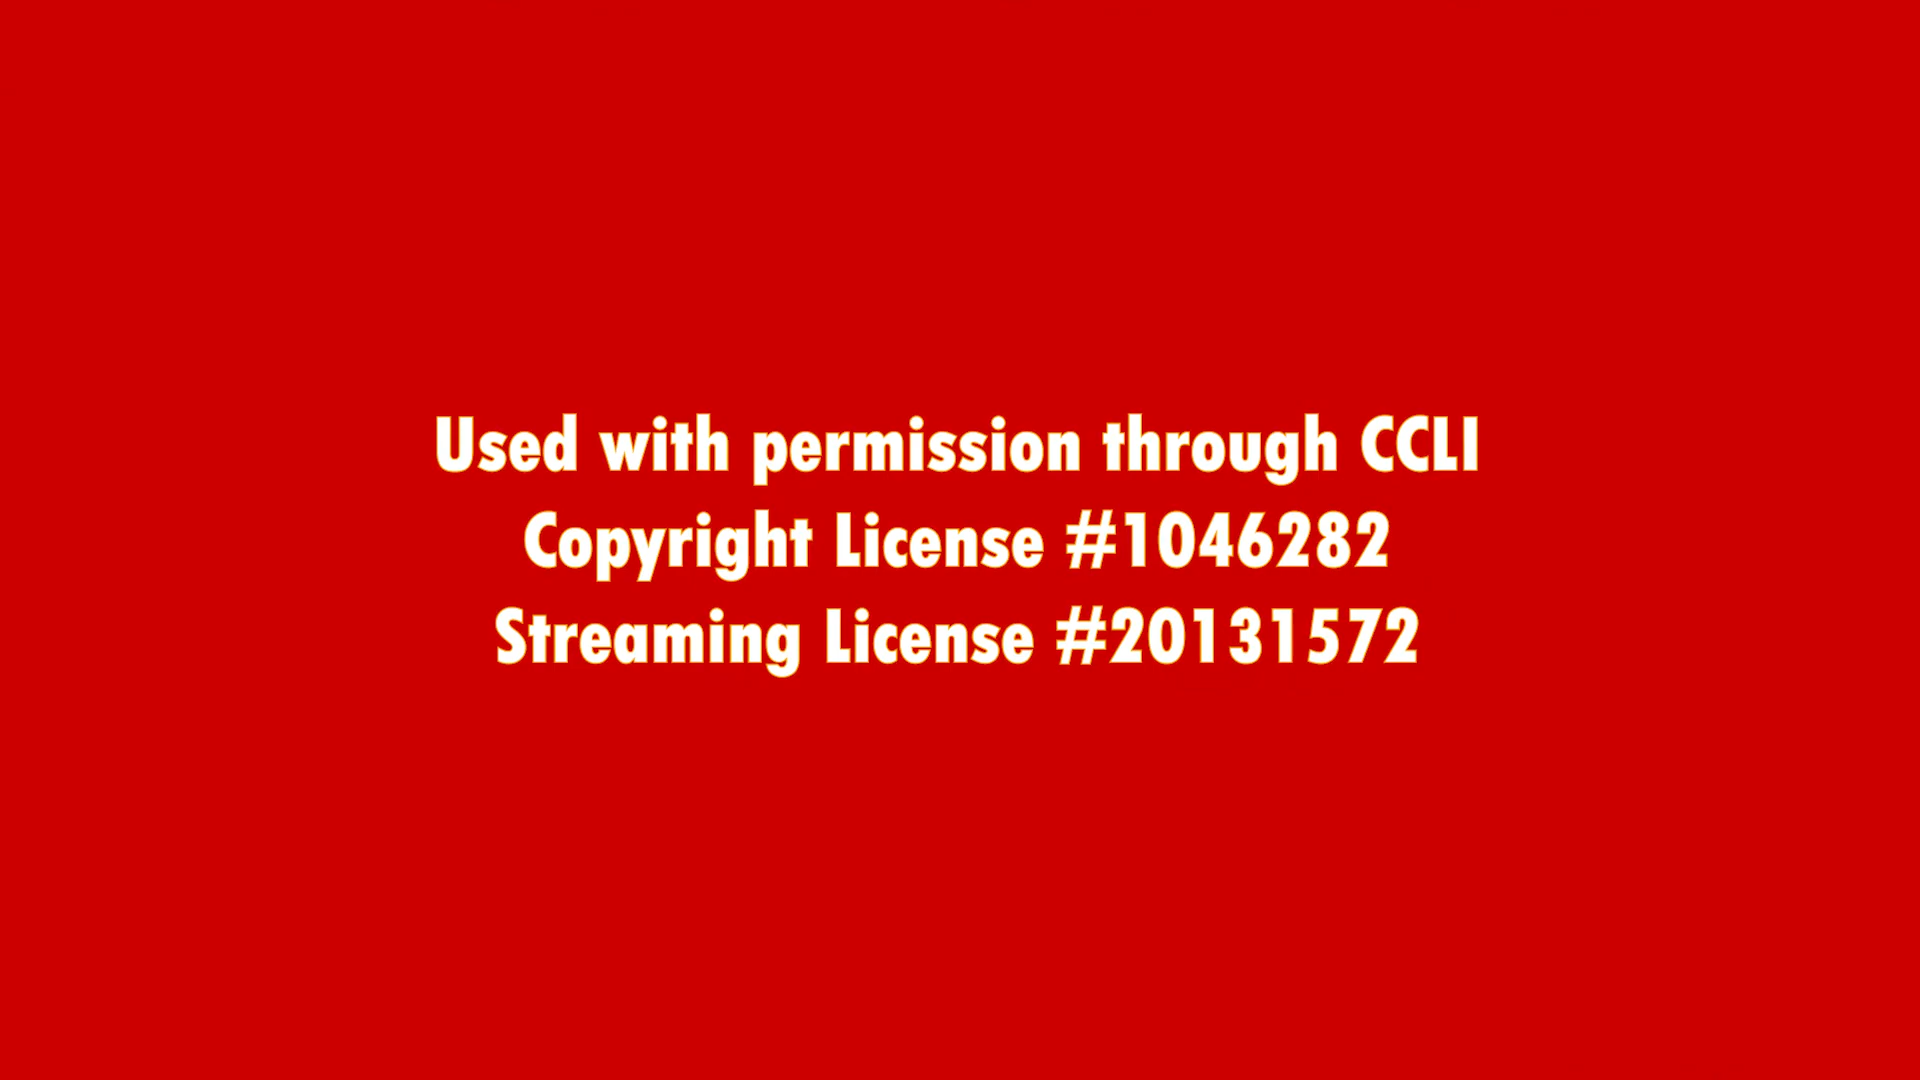 Used with permission through CCLI
Copyright License #1046282
Streaming License #20131572